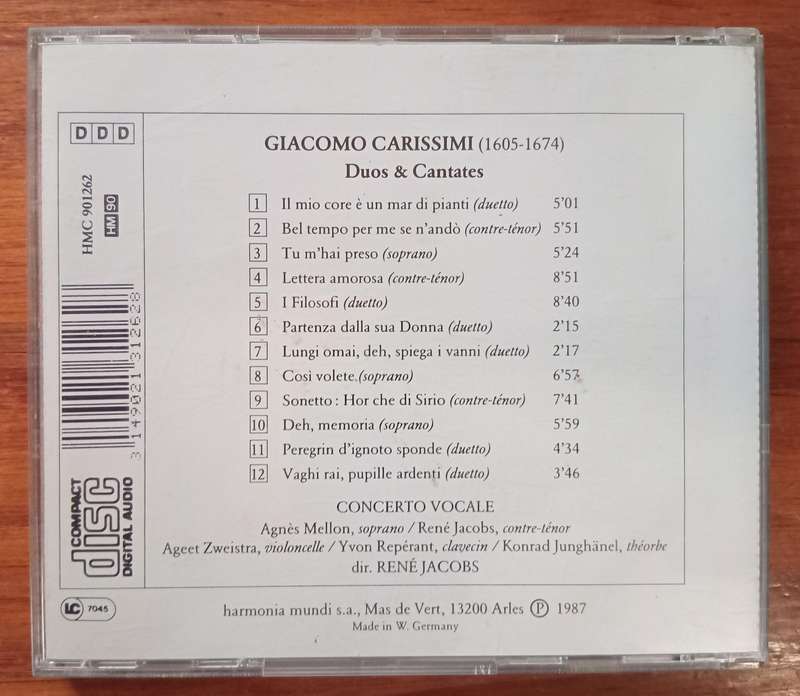 DDD
HMC 901262
HM 90
3 149021 312628
COMPACT
disc
DIGITAL AUDIO
GIACOMO CARISSIMI (1605-1674)
Duos & Cantates
1 Il mio core è un mar di pianti (duetto) 5'01
2 Bel tempo per me se n'andò (contre-ténor) 5'51
3 Tu m'hai preso (soprano) 5'24
4 Lettera amorosa (contre-ténor) 8'51
5 I Filosofi (duetto) 8'40
6 Partenza dalla sua Donna (duetto) 2'15
7 Lungi omai, deh, spiega i vanni (duetto) 2'17
8 Così volete (soprano) 6'57
9 Sonetto : Hor che di Sirio (contre-ténor) 7'41
10 Deh, memoria (soprano) 5'59
11 Peregrin d'ignoto sponde (duetto) 4'34
12 Vaghi rai, pupille ardenti (duetto) 3'46
CONCERTO VOCALE
Agnès Mellon, soprano / René Jacobs, contre-ténor
Ageet Zweistra, violoncelle / Yvon Repérant, clavecin / Konrad Junghänel, théorbe
dir. RENÉ JACOBS
LC 7045
harmonia mundi s.a., Mas de Vert, 13200 Arles Ⓟ 1987
Made in W. Germany